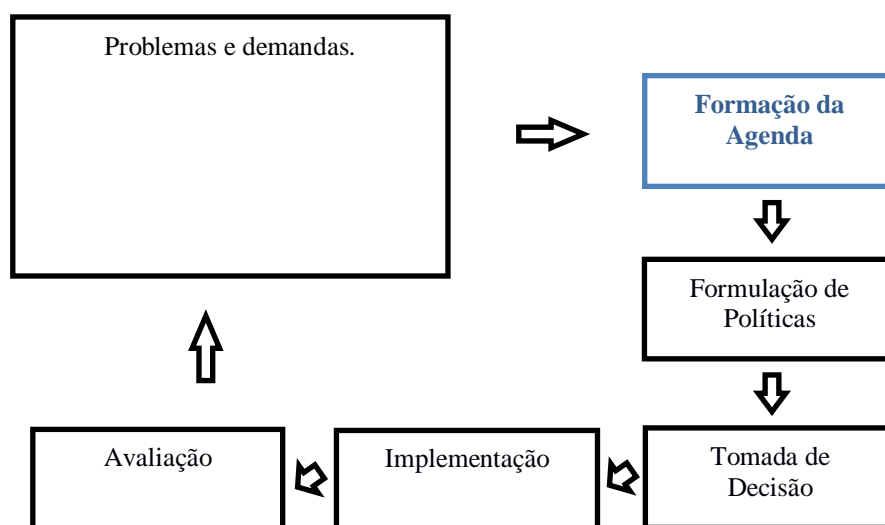 Problemas e demandas.
Formação da
Agenda
Formulação de
Políticas
Tomada de
Decisão
Implementação
Avaliação